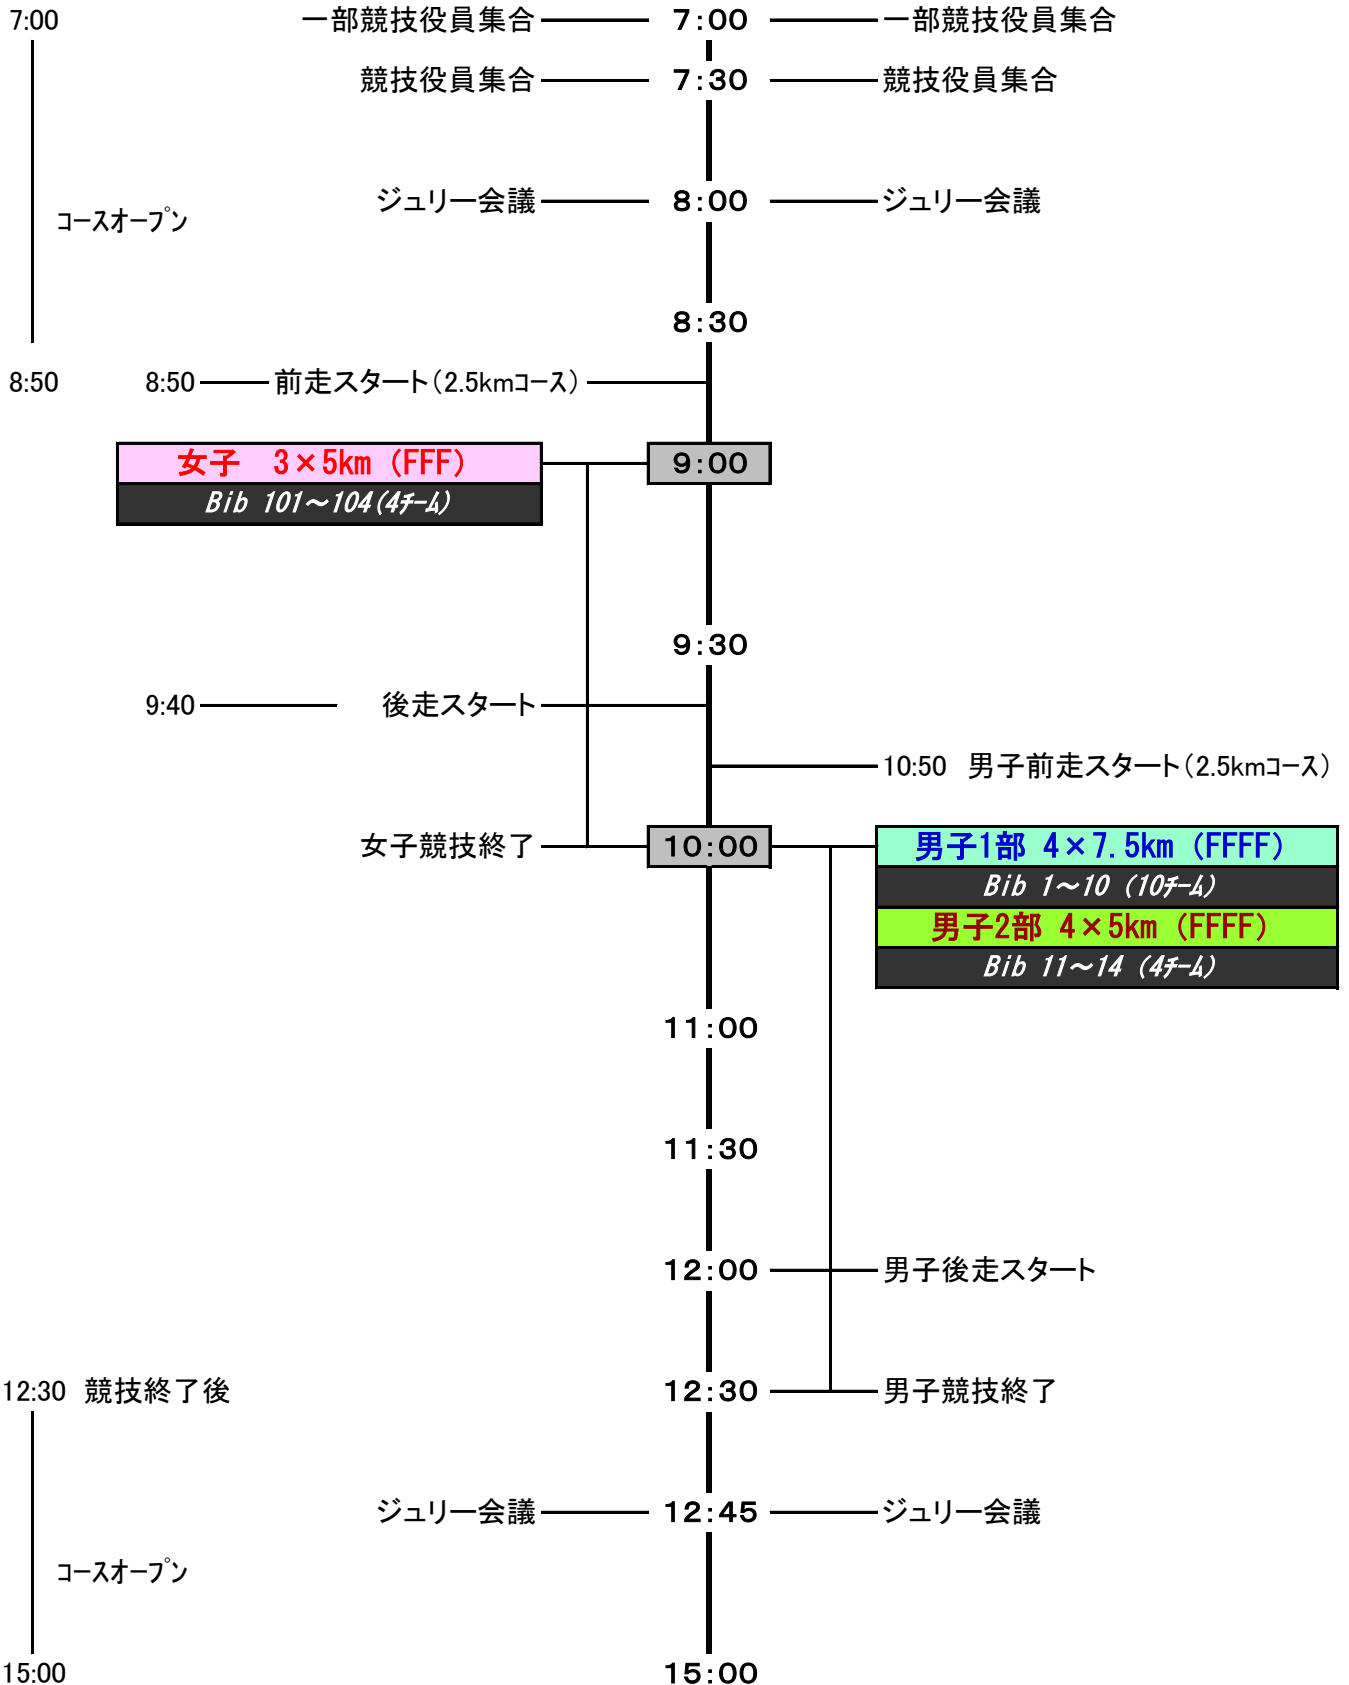 7:00 一部競技役員集合 7:00 一部競技役員集合
競技役員集合 7:30 競技役員集合
ジュリー会議 8:00 ジュリー会議
コースオープン
8:30
8:50 8:50 前走スタート(2.5kmコース)
女子 3×5km (FFF) 9:00
Bib 101～104(4チーム)
9:30
9:40 後走スタート
10:50 男子前走スタート(2.5kmコース)
女子競技終了 10:00 男子1部 4×7.5km (FFFF)
Bib 1～10 (10チーム)
男子2部 4×5km (FFFF)
Bib 11～14 (4チーム)
11:00
11:30
12:00 男子後走スタート
12:30 競技終了後 12:30 男子競技終了
ジュリー会議 12:45 ジュリー会議
コースオープン
15:00 15:00